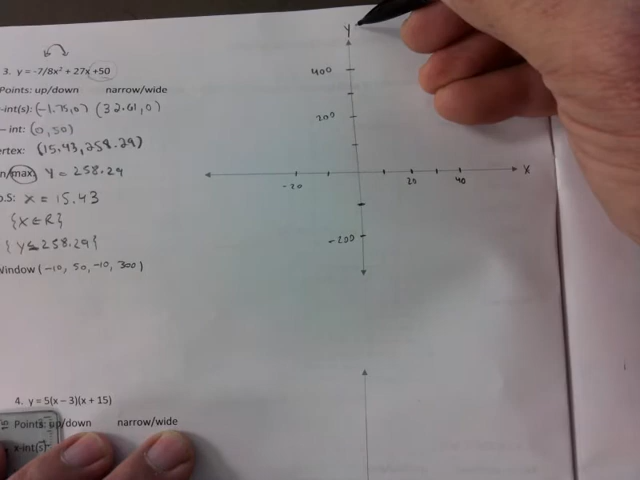 3. y = -7/8x² + 27x +50
Points: up/down narrow/wide
-int(s): (-1.75,0) (32.61,0)
- int: (0,50)
ertex: (15.43,258.29)
n/max: Y = 258.29
o.S: X = 15.43
{X ∈ R}
{ Y ≤ 258.29}
Window (-10, 50, -10, 300)
Y
400
200
-20 20 40 X
-200
4. y = 5(x – 3)(x + 15)
Points: up/down narrow/wide
x-int(s)
15